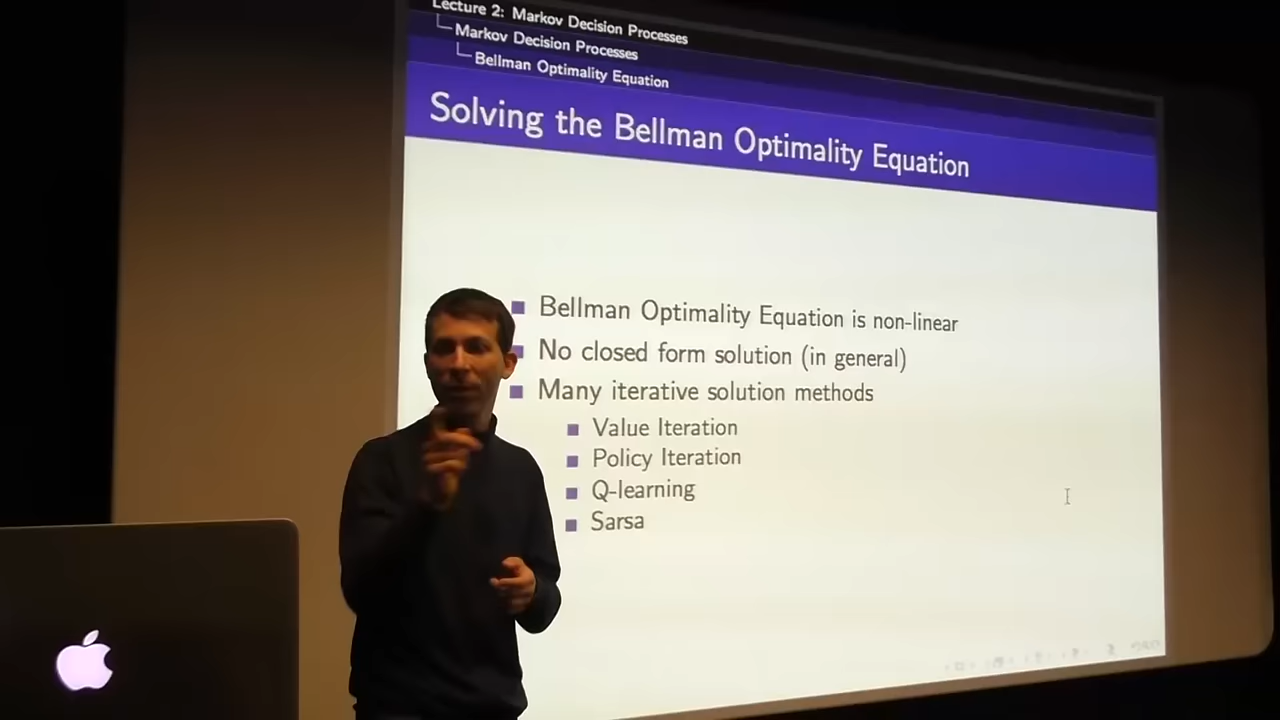 Lecture 2: Markov Decision Processes
Markov Decision Processes
Bellman Optimality Equation
Solving the Bellman Optimality Equation
Bellman Optimality Equation is non-linear
No closed form solution (in general)
Many iterative solution methods
Value Iteration
Policy Iteration
Q-learning
Sarsa